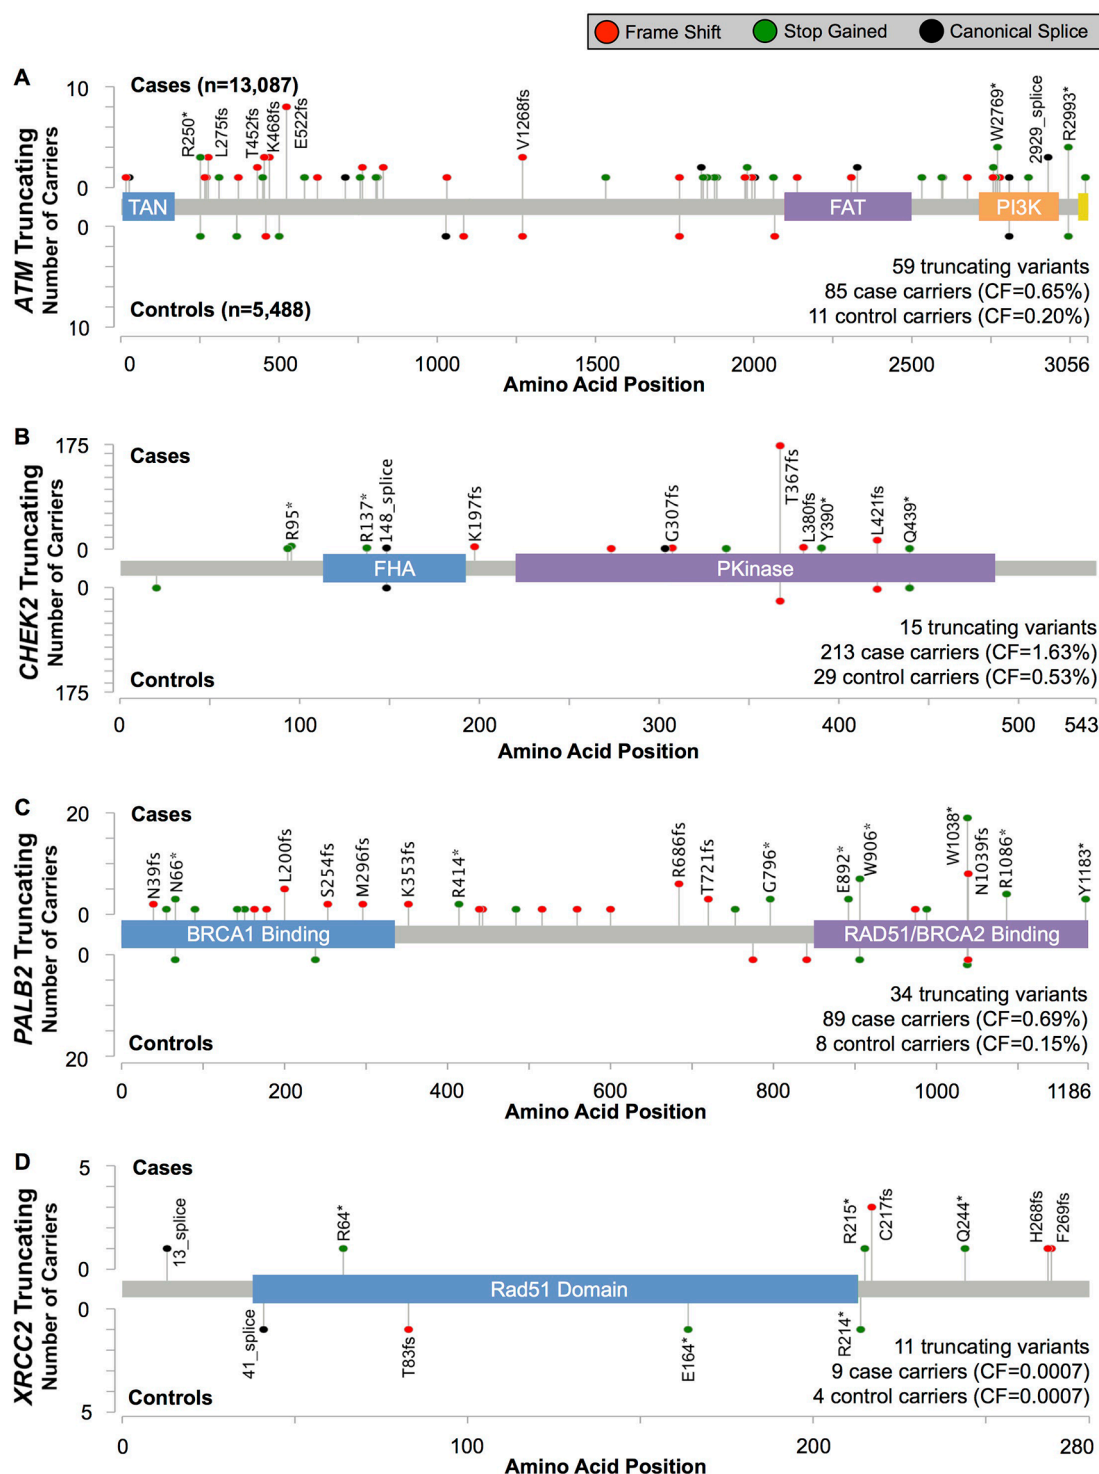 Frame Shift Stop Gained Canonical Splice
A
Cases (n=13,087)
ATM Truncating
Number of Carriers
10
0
0
10
R250*
L275fs
T452fs
K468fs
E522fs
V1268fs
W2769*
2929_splice
R2993*
TAN FAT PI3K
59 truncating variants
85 case carriers (CF=0.65%)
11 control carriers (CF=0.20%)
Controls (n=5,488)
0 500 1000 1500 2000 2500 3056
Amino Acid Position
B
Cases
CHEK2 Truncating
Number of Carriers
175
0
0
175
R95*
R137*
148_splice
K197fs
G307fs
T367fs
L380fs
Y390*
L421fs
Q439*
FHA PKinase
15 truncating variants
213 case carriers (CF=1.63%)
29 control carriers (CF=0.53%)
Controls
0 100 200 300 400 500 543
Amino Acid Position
C
Cases
PALB2 Truncating
Number of Carriers
20
0
0
20
N39fs
N66*
L200fs
S254fs
M296fs
K353fs
R414*
R686fs
T721fs
G796*
E892*
W906*
W1038*
N1039fs
R1086*
Y1183*
BRCA1 Binding RAD51/BRCA2 Binding
34 truncating variants
89 case carriers (CF=0.69%)
8 control carriers (CF=0.15%)
Controls
0 200 400 600 800 1000 1186
Amino Acid Position
D
Cases
XRCC2 Truncating
Number of Carriers
5
0
0
5
13_splice
R64*
R215*
C217fs
Q244*
H268fs
F269fs
Rad51 Domain
41_splice
T83fs
E164*
R214*
11 truncating variants
9 case carriers (CF=0.0007)
4 control carriers (CF=0.0007)
Controls
0 100 200 280
Amino Acid Position